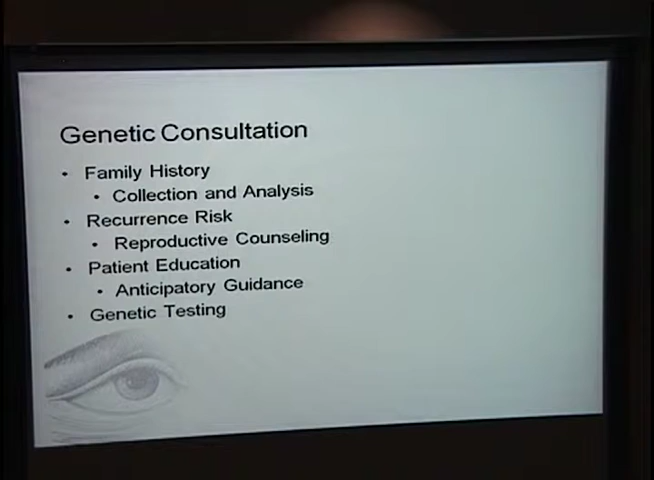 Genetic Consultation
• Family History
• Collection and Analysis
• Recurrence Risk
• Reproductive Counseling
• Patient Education
• Anticipatory Guidance
• Genetic Testing